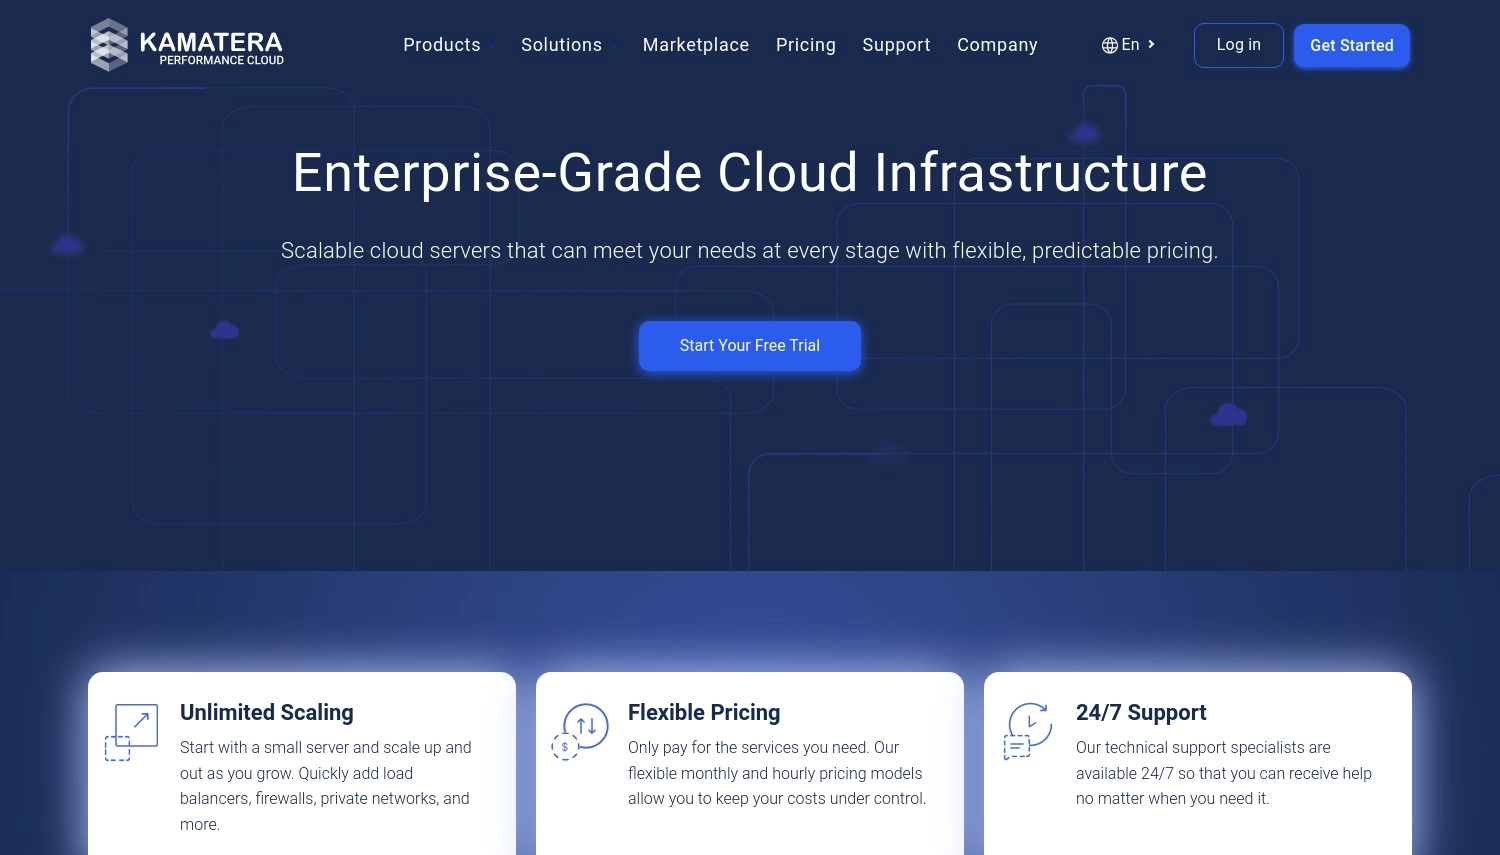 KAMATERA
PERFORMANCE CLOUD
Products
Solutions
Marketplace
Pricing
Support
Company
En
Log in
Get Started
Enterprise-Grade Cloud Infrastructure
Scalable cloud servers that can meet your needs at every stage with flexible, predictable pricing.
Start Your Free Trial
Unlimited Scaling
Start with a small server and scale up and
out as you grow. Quickly add load
balancers, firewalls, private networks, and
more.
$
Flexible Pricing
Only pay for the services you need. Our
flexible monthly and hourly pricing models
allow you to keep your costs under control.
24/7 Support
Our technical support specialists are
available 24/7 so that you can receive help
no matter when you need it.